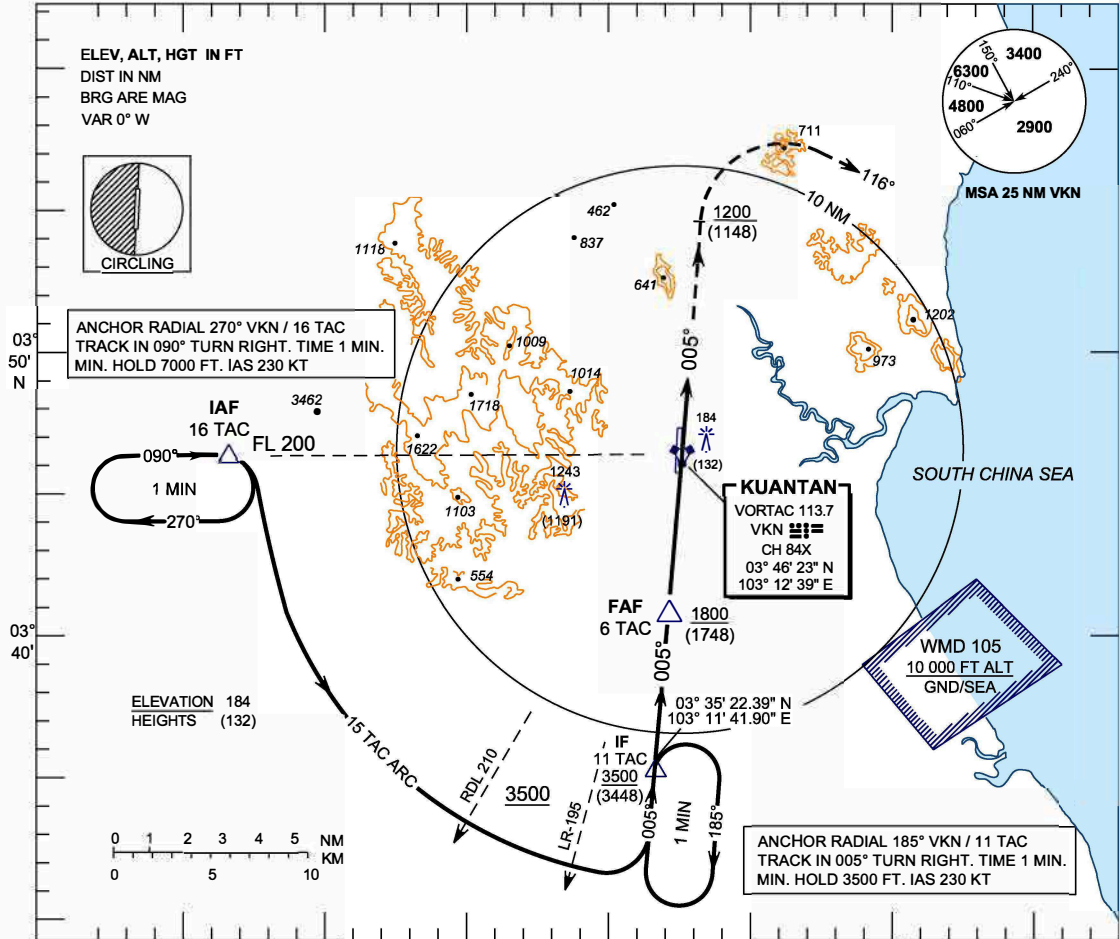 ELEV, ALT, HGT IN FT
DIST IN NM
BRG ARE MAG
VAR 0° W
CIRCLING
150°
3400
240°
6300
110°
4800
060°
2900
MSA 25 NM VKN
711
116°
10 NM
1200
(1148)
462
837
1118
641
1202
973
ANCHOR RADIAL 270° VKN / 16 TAC
TRACK IN 090° TURN RIGHT. TIME 1 MIN.
MIN. HOLD 7000 FT. IAS 230 KT
03°
50'
N
005°
1009
1014
1718
3462
1622
184
(132)
IAF
16 TAC
FL 200
090°
1 MIN
270°
1243
(1191)
1103
554
SOUTH CHINA SEA
KUANTAN
VORTAC 113.7
VKN
CH 84X
03° 46' 23" N
103° 12' 39" E
FAF
6 TAC
1800
(1748)
03°
40'
005°
WMD 105
10 000 FT ALT
GND/SEA
ELEVATION 184
HEIGHTS (132)
03° 35' 22.39" N
103° 11' 41.90" E
15 TAC ARC
RDL 210
3500
LR-195
IF
11 TAC
3500
(3448)
005°
1 MIN
185°
0 1 2 3 4 5 NM
KM
0 5 10
ANCHOR RADIAL 185° VKN / 11 TAC
TRACK IN 005° TURN RIGHT. TIME 1 MIN.
MIN. HOLD 3500 FT. IAS 230 KT